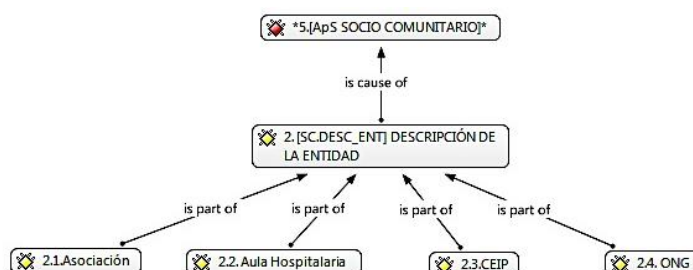 *5.[ApS SOCIO COMUNITARIO]*
is cause of
2. [SC.DESC_ENT] DESCRIPCIÓN DE
LA ENTIDAD
is part of
is part of
is part of
is part of
2.1.Asociación
2.2. Aula Hospitalaria
2.3.CEIP
2.4. ONG